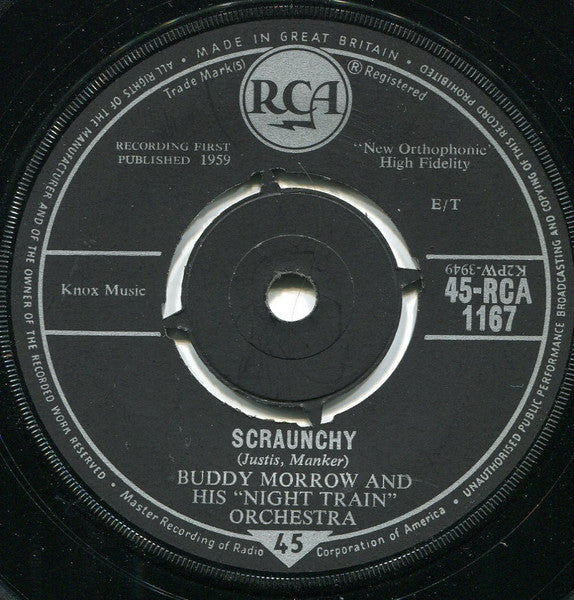 · MADE IN GREAT BRITAIN ·
ALL RIGHTS OF THE MANUFACTURER AND OF THE OWNER OF THE RECORDED WORK RESERVED ·
UNAUTHORISED PUBLIC PERFORMANCE BROADCASTING AND COPYING OF THIS RECORD PROHIBITED ·
Trade Mark(s)
RCA
® Registered
RECORDING FIRST
PUBLISHED 1959
"New Orthophonic"
High Fidelity
E/T
K2PW-3949
45-RCA
1167
Knox Music
SCRAUNCHY
(Justis, Manker)
BUDDY MORROW AND
HIS "NIGHT TRAIN"
ORCHESTRA
Master Recording of Radio Corporation of America ·
45